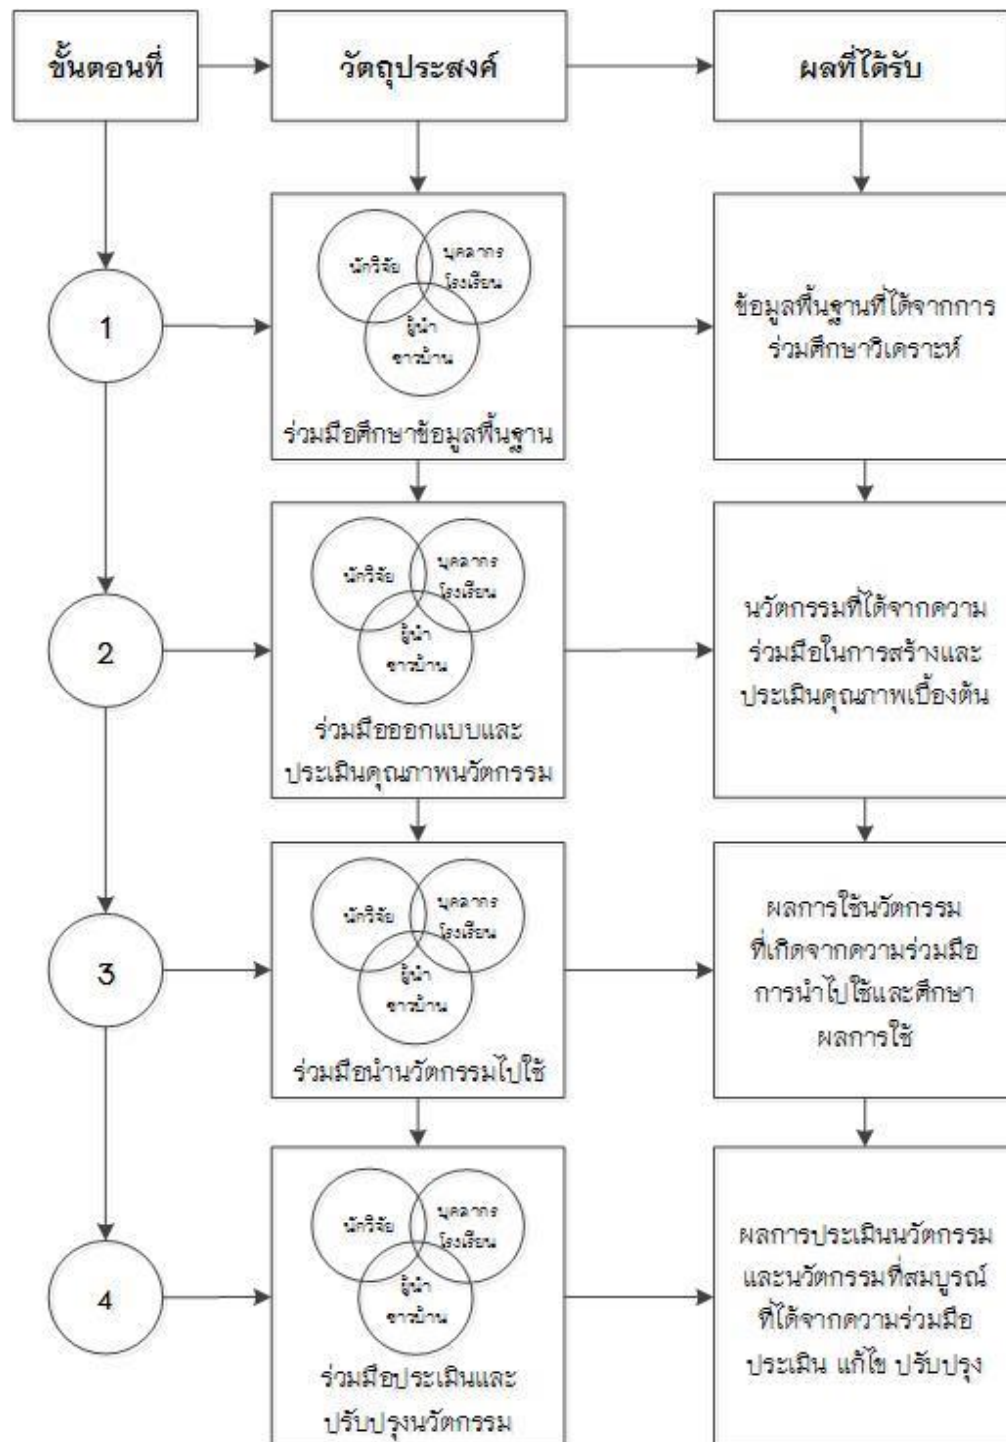 ขั้นตอนที่
วัตถุประสงค์
ผลที่ได้รับ
1
นักวิจัย
บุคลากร
โรงเรียน
ผู้นำ
ชาวบ้าน
ร่วมมือศึกษาข้อมูลพื้นฐาน
ข้อมูลพื้นฐานที่ได้จากการ
ร่วมศึกษาวิเคราะห์
2
นักวิจัย
บุคลากร
โรงเรียน
ผู้นำ
ชาวบ้าน
ร่วมมือออกแบบและ
ประเมินคุณภาพนวัตกรรม
นวัตกรรมที่ได้จากความ
ร่วมมือในการสร้างและ
ประเมินคุณภาพเบื้องต้น
3
นักวิจัย
บุคลากร
โรงเรียน
ผู้นำ
ชาวบ้าน
ร่วมมือนำนวัตกรรมไปใช้
ผลการใช้นวัตกรรม
ที่เกิดจากความร่วมมือ
การนำไปใช้และศึกษา
ผลการใช้
4
นักวิจัย
บุคลากร
โรงเรียน
ผู้นำ
ชาวบ้าน
ร่วมมือประเมินและ
ปรับปรุงนวัตกรรม
ผลการประเมินนวัตกรรม
และนวัตกรรมที่สมบูรณ์
ที่ได้จากความร่วมมือ
ประเมิน แก้ไข ปรับปรุง